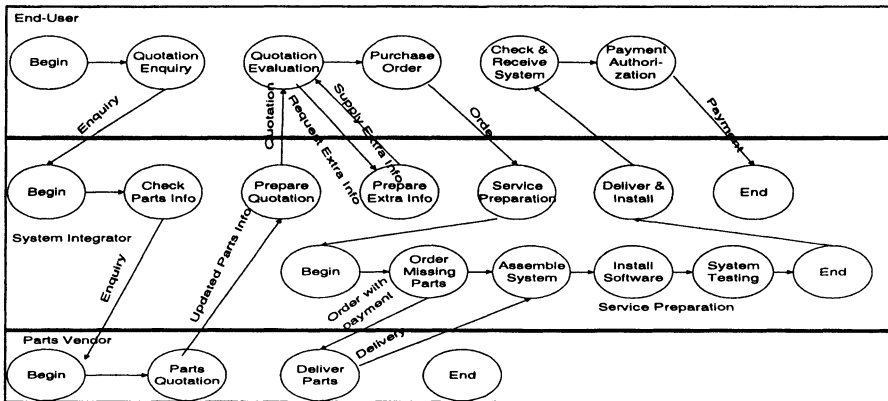 End-User
Begin
Quotation
Enquiry
Quotation
Evaluation
Purchase
Order
Check &
Receive
System
Payment
Authori-
zation
Enquiry
Quotation
Request Extra Info
Supply Extra Info
Order
Payment
Begin
Check
Parts Info
Prepare
Quotation
Prepare
Extra Info
Service
Preparation
Deliver &
Install
End
System Integrator
Enquiry
Updated Parts Info
Begin
Order
Missing
Parts
Assemble
System
Install
Software
System
Testing
End
Service Preparation
Order with
payment
Delivery
Parts Vendor
Begin
Parts
Quotation
Deliver
Parts
End